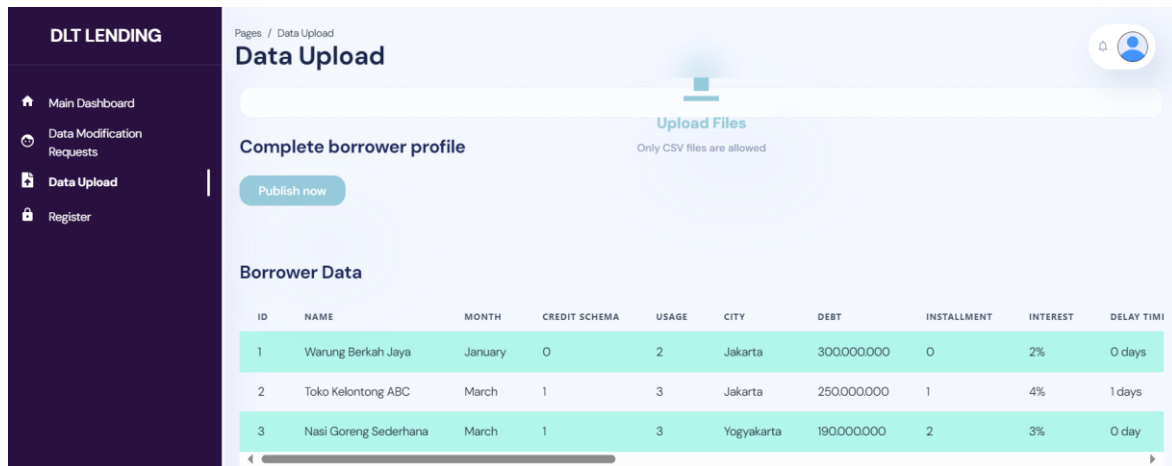 DLT LENDING
Main Dashboard
Data Modification
Requests
Data Upload
Register
Pages / Data Upload
Data Upload
Upload Files
Only CSV files are allowed
Complete borrower profile
Publish now
Borrower Data
ID NAME MONTH CREDIT SCHEMA USAGE CITY DEBT INSTALLMENT INTEREST DELAY TIM
1 Warung Berkah Jaya January 0 2 Jakarta 300.000.000 0 2% 0 days
2 Toko Kelontong ABC March 1 3 Jakarta 250.000.000 1 4% 1 days
3 Nasi Goreng Sederhana March 1 3 Yogyakarta 190.000.000 2 3% 0 day